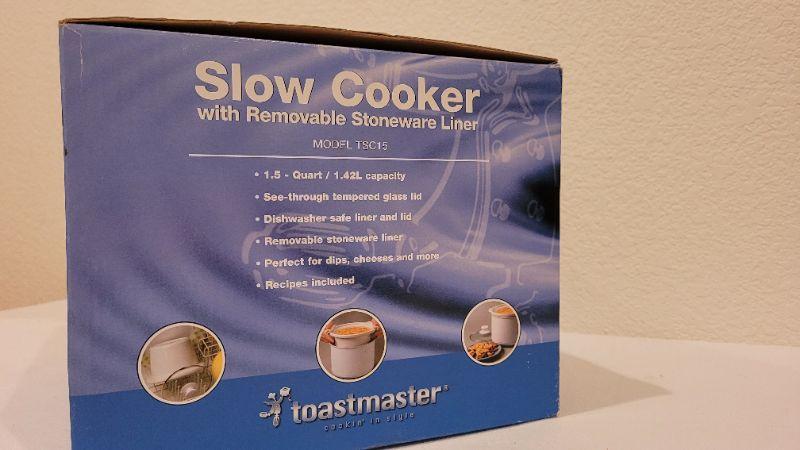 Slow Cooker
with Removable Stoneware Liner
MODEL TSC15
• 1.5 - Quart / 1.42L capacity
• See-through tempered glass lid
• Dishwasher safe liner and lid
• Removable stoneware liner
• Perfect for dips, cheeses and more
• Recipes included
toastmaster®
cookin' in style